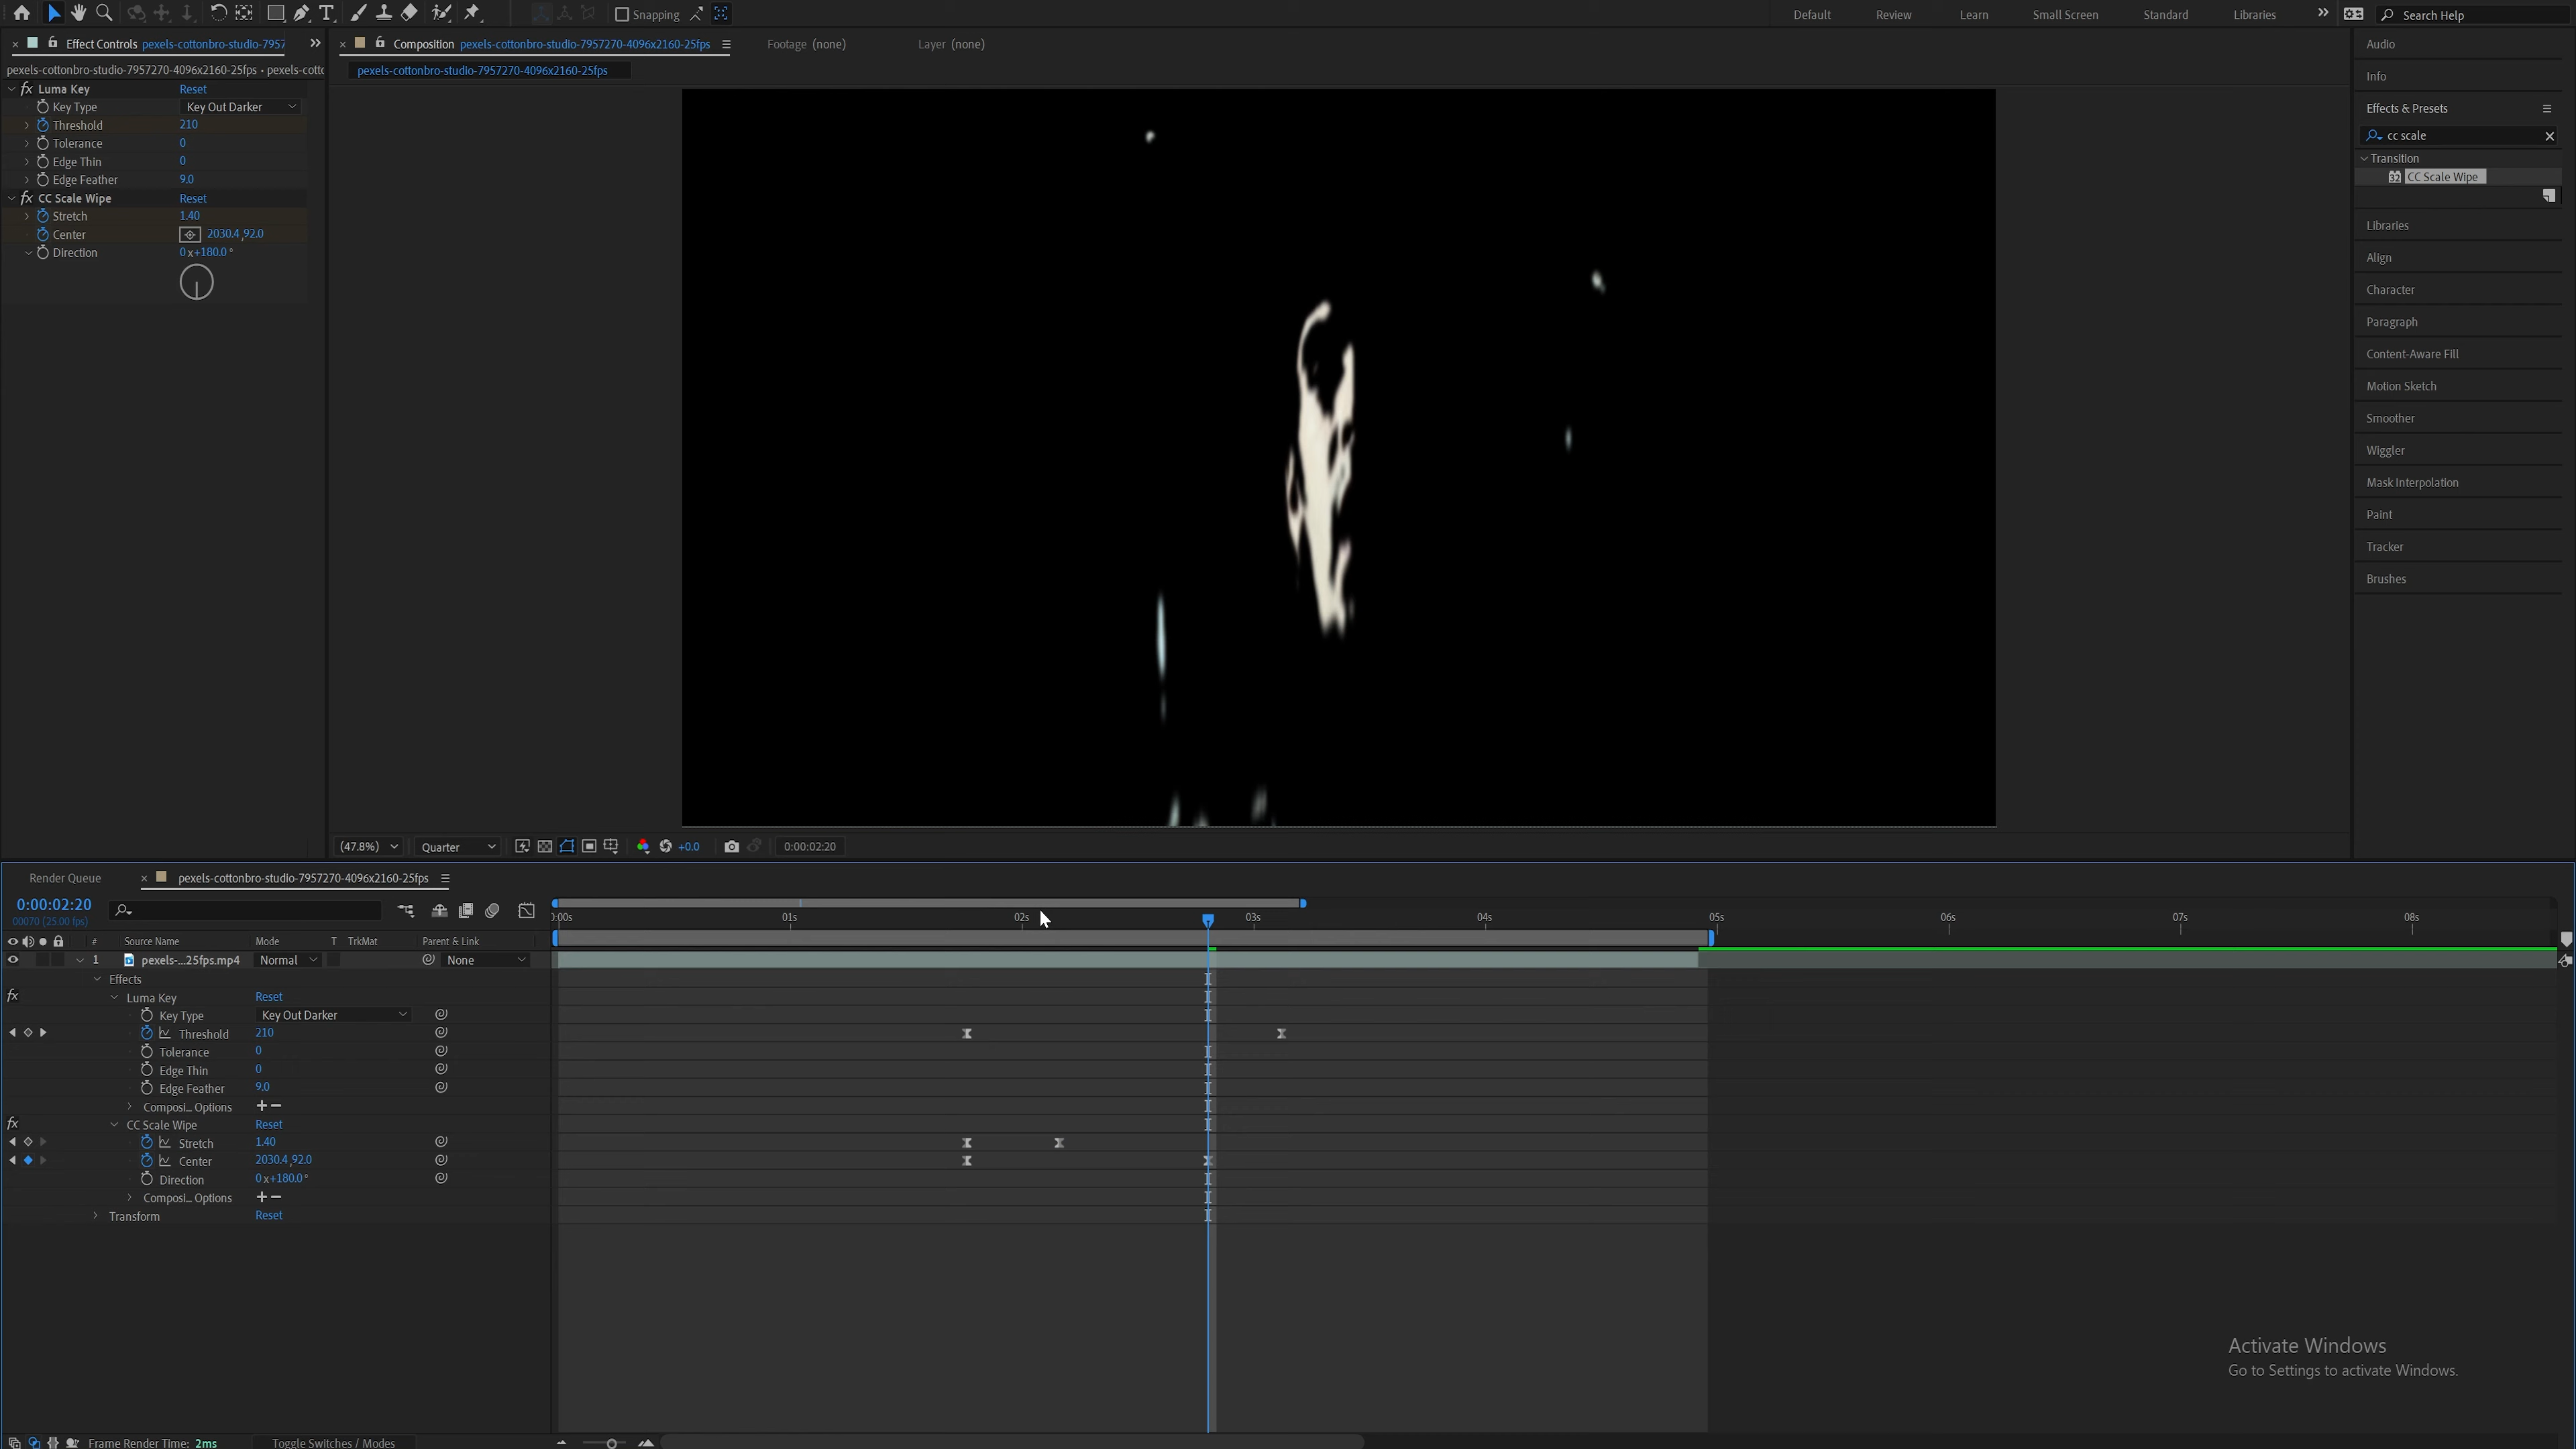 Snapping
Default
Review
Learn
Small Screen
Standard
Libraries
Search Help
Effect Controls pexels-cottonbro-studio-7957
Composition pexels-cottonbro-studio-7957270-4096x2160-25fps
Footage (none)
Layer (none)
pexels-cottonbro-studio-7957270-4096x2160-25fps • pexels-cotto
pexels-cottonbro-studio-7957270-4096x2160-25fps
fx Luma Key Reset
Key Type Key Out Darker
Threshold 210
Tolerance 0
Edge Thin 0
Edge Feather 9.0
fx CC Scale Wipe Reset
Stretch 1.40
Center 2030.4,92.0
Direction 0x+180.0°
Audio
Info
Effects & Presets
cc scale
Transition
32 CC Scale Wipe
Libraries
Align
Character
Paragraph
Content-Aware Fill
Motion Sketch
Smoother
Wiggler
Mask Interpolation
Paint
Tracker
Brushes
(47.8%) Quarter +0.0 0:00:02:20
Render Queue
pexels-cottonbro-studio-7957270-4096x2160-25fps
0:00:02:20
00070 (25.00 fps)
0:00s 01s 02s 03s 04s 05s 06s 07s 08s
# Source Name Mode T TrkMat Parent & Link
1 pexels-...25fps.mp4 Normal None
Effects
fx Luma Key Reset
Key Type Key Out Darker
Threshold 210
Tolerance 0
Edge Thin 0
Edge Feather 9.0
Composi... Options +−
fx CC Scale Wipe Reset
Stretch 1.40
Center 2030.4,92.0
Direction 0x+180.0°
Composi... Options +−
Transform Reset
Activate Windows
Go to Settings to activate Windows.
Frame Render Time: 2ms
Toggle Switches / Modes